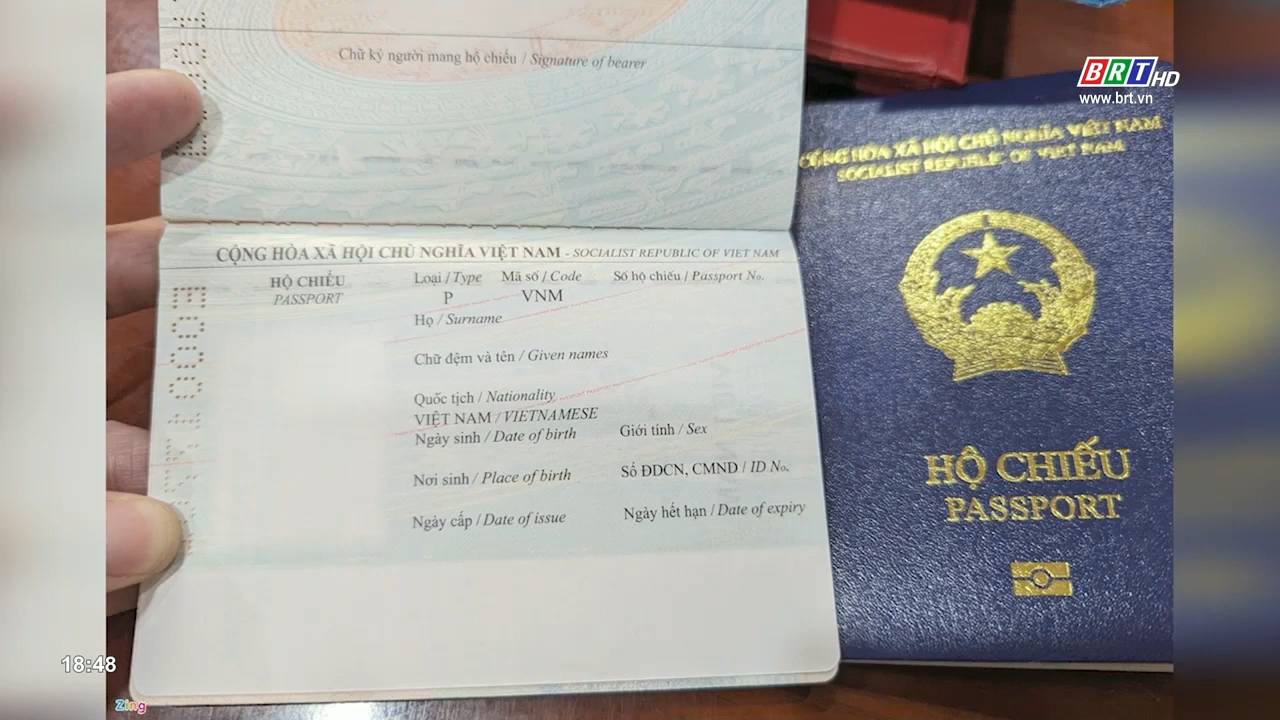 Chữ ký người mang hộ chiếu / Signature of bearer
BRT HD
www.brt.vn
CỘNG HÒA XÃ HỘI CHỦ NGHĨA VIỆT NAM
SOCIALIST REPUBLIC OF VIET NAM
CỘNG HÒA XÃ HỘI CHỦ NGHĨA VIỆT NAM - SOCIALIST REPUBLIC OF VIET NAM
HỘ CHIẾU
PASSPORT
Loại / Type Mã số / Code Số hộ chiếu / Passport No.
P VNM
Họ / Surname
Chữ đệm và tên / Given names
Quốc tịch / Nationality
VIỆT NAM / VIETNAMESE
Ngày sinh / Date of birth Giới tính / Sex
Nơi sinh / Place of birth Số ĐDCN, CMND / ID No.
Ngày cấp / Date of issue Ngày hết hạn / Date of expiry
HỘ CHIẾU
PASSPORT
18:48
Zing